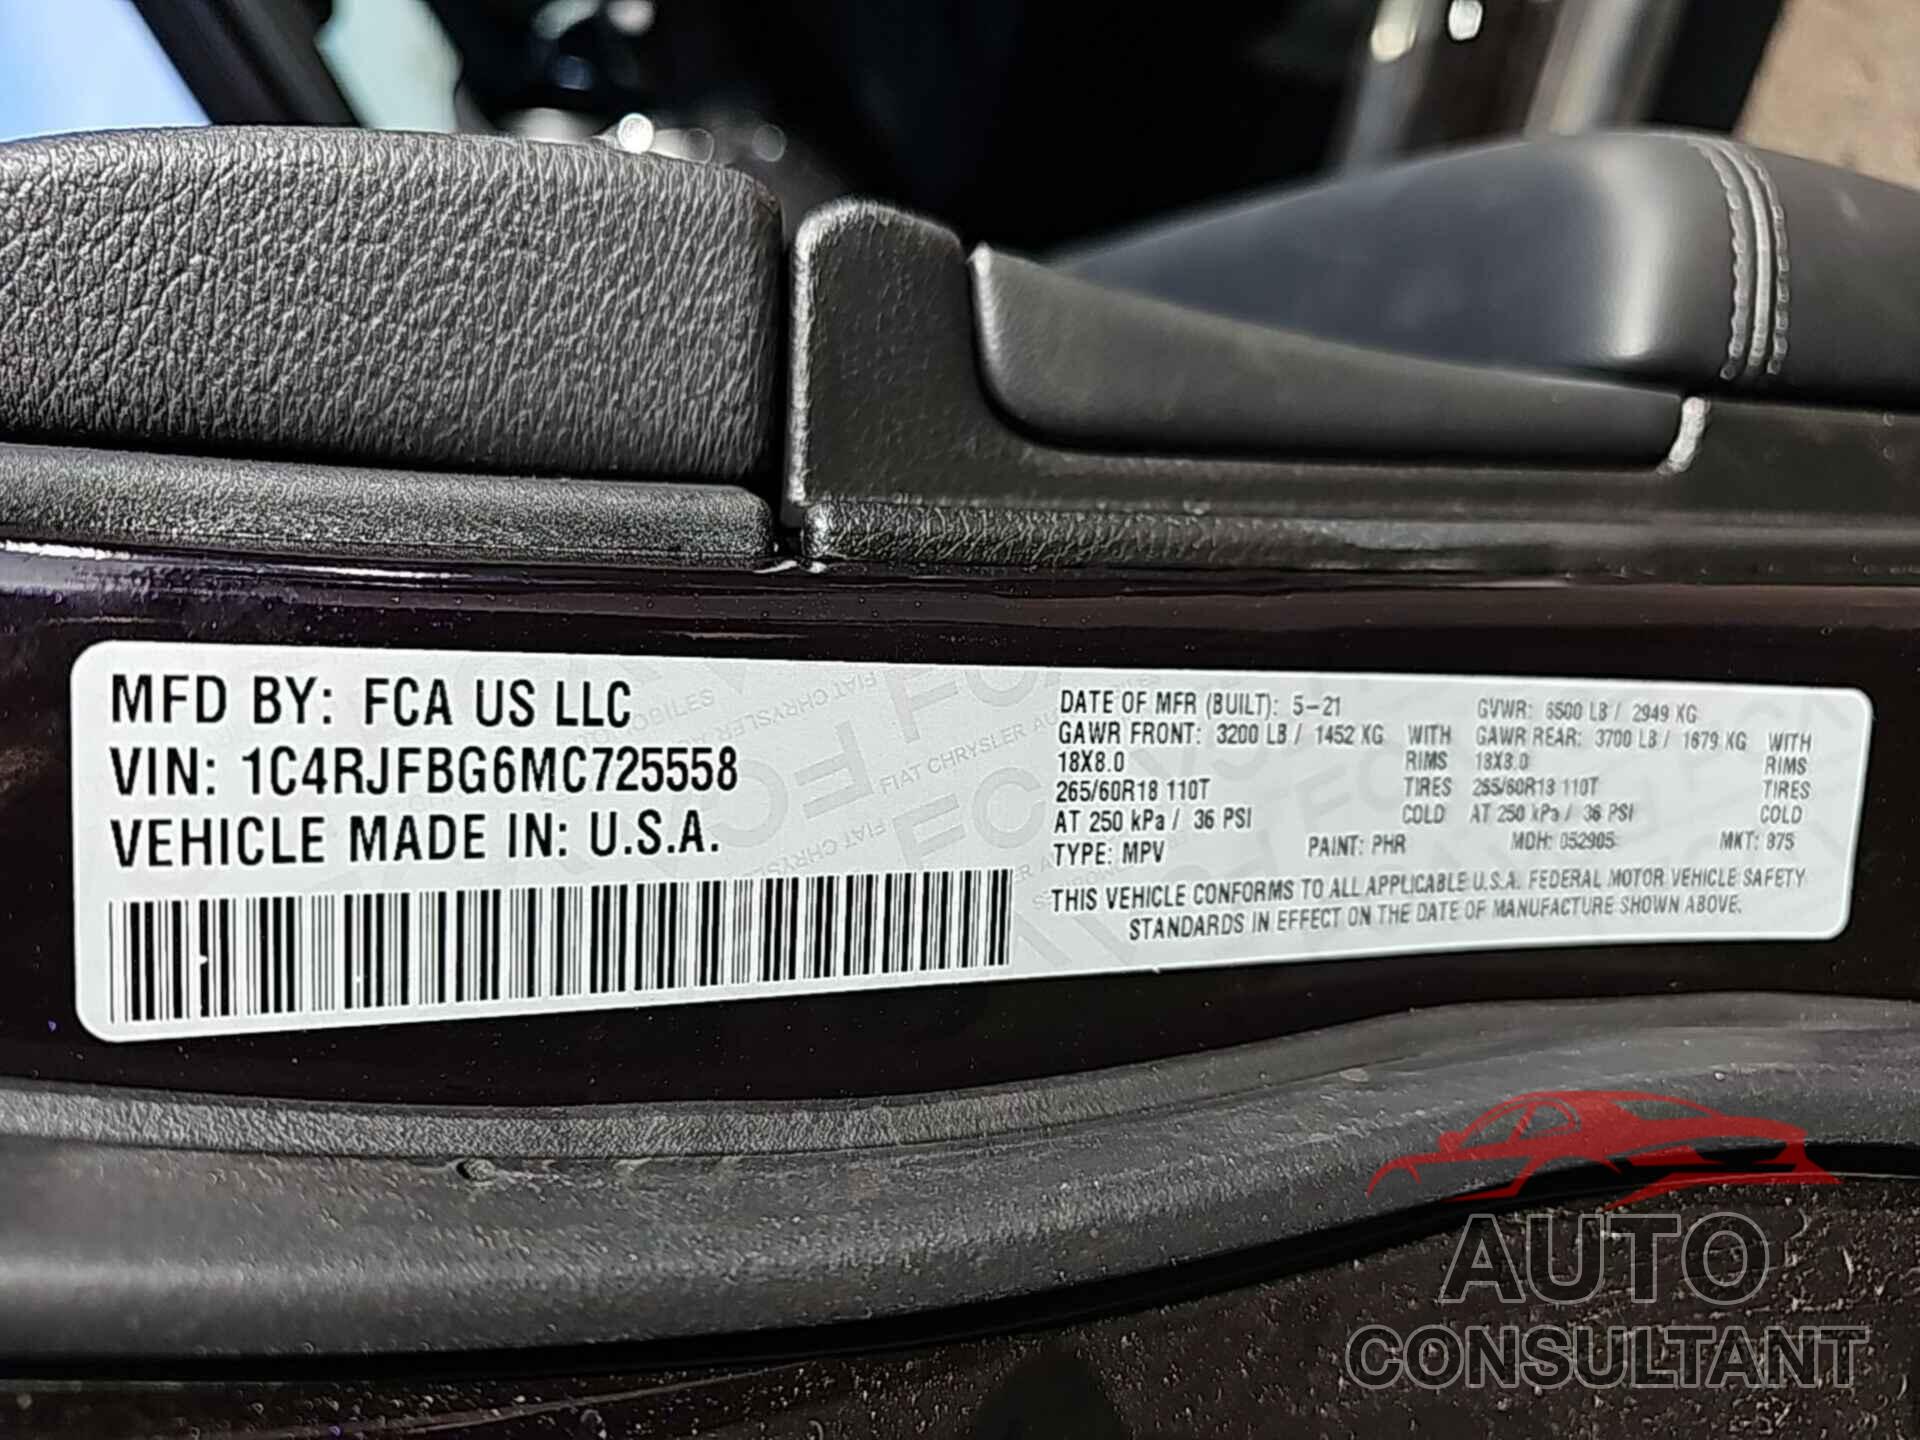 MFD BY: FCA US LLC
VIN: 1C4RJFBG6MC725558
VEHICLE MADE IN: U.S.A.
DATE OF MFR (BUILT): 5-21 GVWR: 6500 LB / 2949 KG
GAWR FRONT: 3200 LB / 1452 KG WITH GAWR REAR: 3700 LB / 1679 KG WITH
18X8.0 RIMS 18X8.0 RIMS
265/60R18 110T TIRES 265/60R18 110T TIRES
AT 250 kPa / 36 PSI COLD AT 250 kPa / 36 PSI COLD
TYPE: MPV PAINT: PHR MDH: 052905 MKT: 975
THIS VEHICLE CONFORMS TO ALL APPLICABLE U.S.A. FEDERAL MOTOR VEHICLE SAFETY
STANDARDS IN EFFECT ON THE DATE OF MANUFACTURE SHOWN ABOVE.
AUTO
CONSULTANT